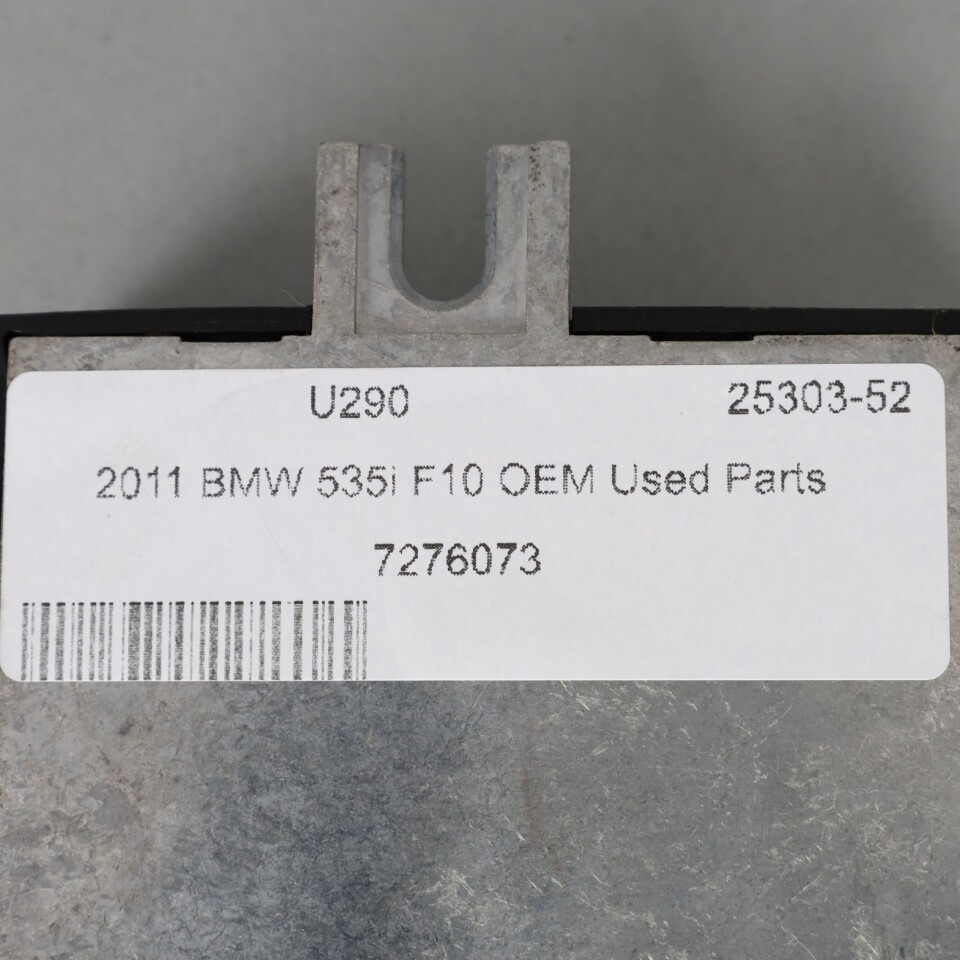 U290 25303-52
2011 BMW 535i F10 OEM Used Parts
7276073